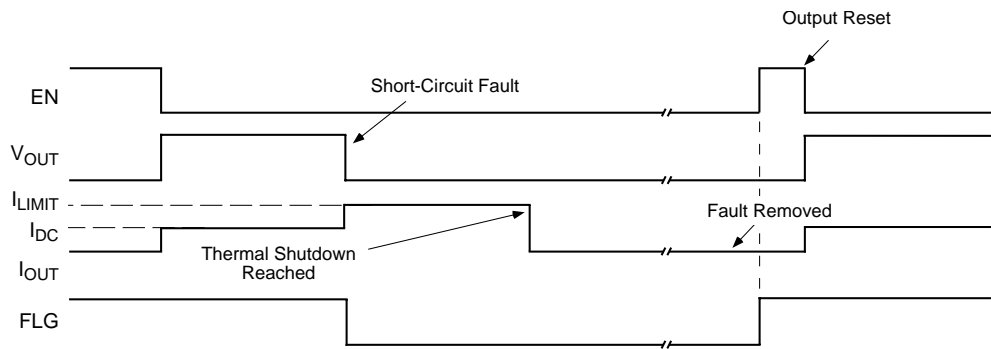 Output Reset
EN
Short-Circuit Fault
VOUT
ILIMIT
IDC
Fault Removed
Thermal Shutdown
Reached
IOUT
FLG